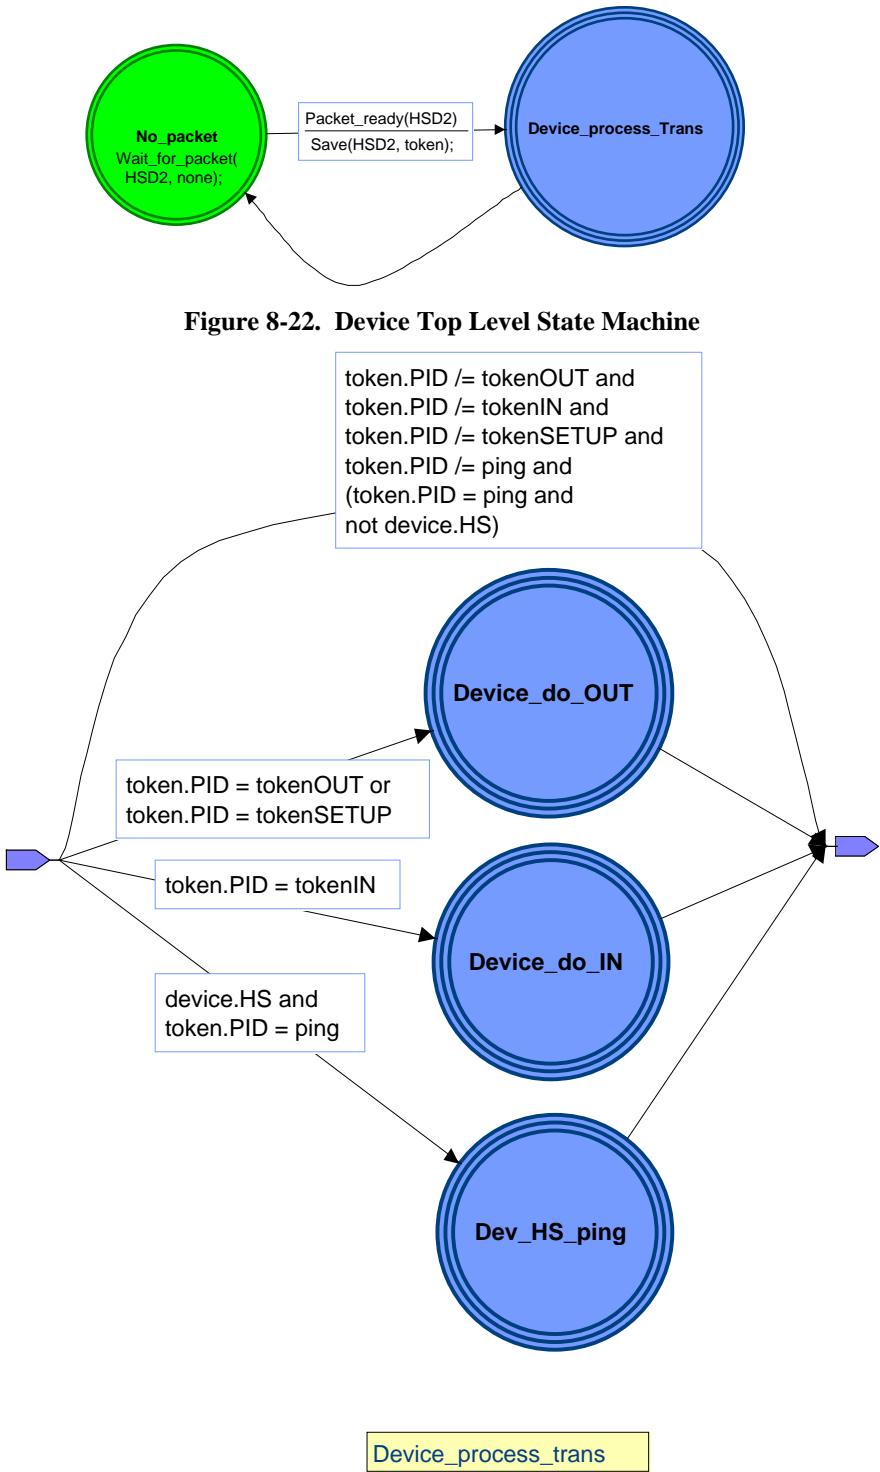 No_packet
Wait_for_packet(
HSD2, none);
Packet_ready(HSD2)
Save(HSD2, token);
Device_process_Trans
Figure 8-22. Device Top Level State Machine
token.PID /= tokenOUT and
token.PID /= tokenIN and
token.PID /= tokenSETUP and
token.PID /= ping and
(token.PID = ping and
not device.HS)
Device_do_OUT
token.PID = tokenOUT or
token.PID = tokenSETUP
token.PID = tokenIN
Device_do_IN
device.HS and
token.PID = ping
Dev_HS_ping
Device_process_trans